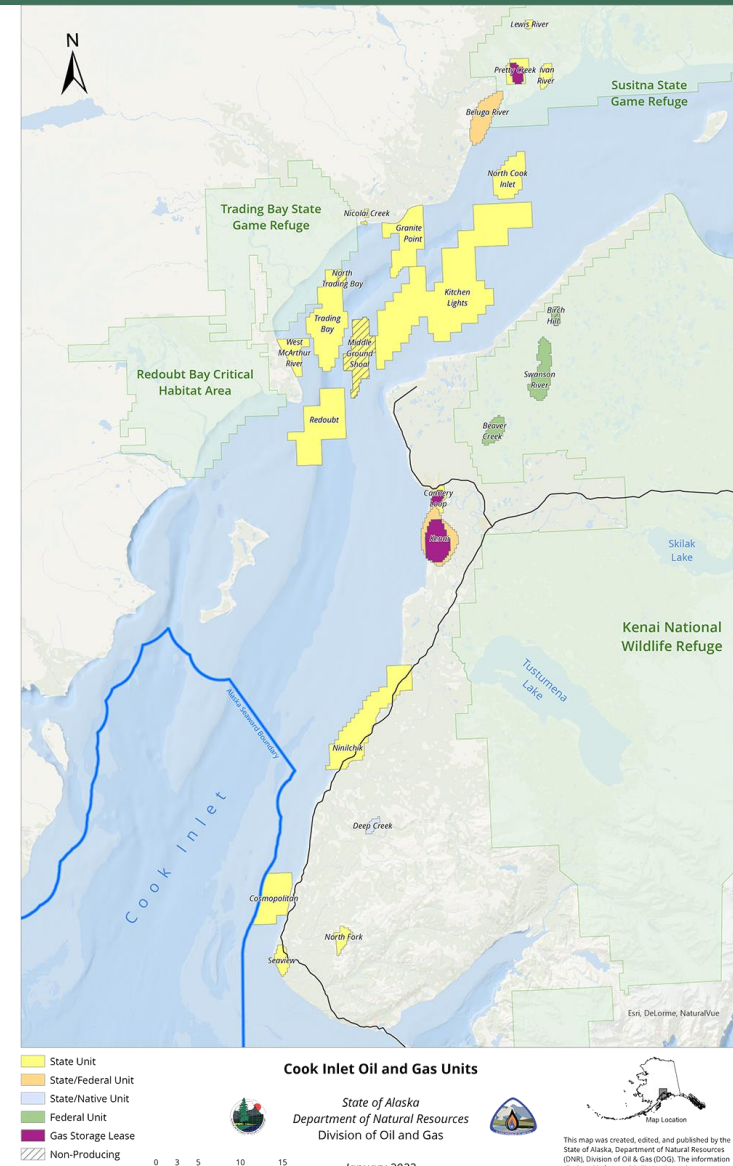 Lewis River
N
Pretty Creek
Ivan
River
Susitna State
Game Refuge
Beluga River
North Cook
Inlet
Trading Bay State
Game Refuge
Nicolai Creek
Granite
Point
North
Trading Bay
Kitchen
Lights
Birch
Hill
Trading
Bay
West
McArthur
River
Middle
Ground
Shoal
Redoubt Bay Critical
Habitat Area
Swanson
River
Redoubt
Beaver
Creek
Cannery
Loop
Kenai
Skilak
Lake
Kenai National
Wildlife Refuge
Tustumena
Lake
Alaska Seaward Boundary
Ninilchik
Cook Inlet
Deep Creek
Cosmopolitan
North Fork
Seaview
Esri, DeLorme, NaturalVue
State Unit
State/Federal Unit
State/Native Unit
Federal Unit
Gas Storage Lease
Non-Producing
0 3 5 10 15
Cook Inlet Oil and Gas Units
State of Alaska
Department of Natural Resources
Division of Oil and Gas
Map Location
This map was created, edited, and published by the
State of Alaska, Department of Natural Resources
(DNR), Division of Oil & Gas (DOG). The information